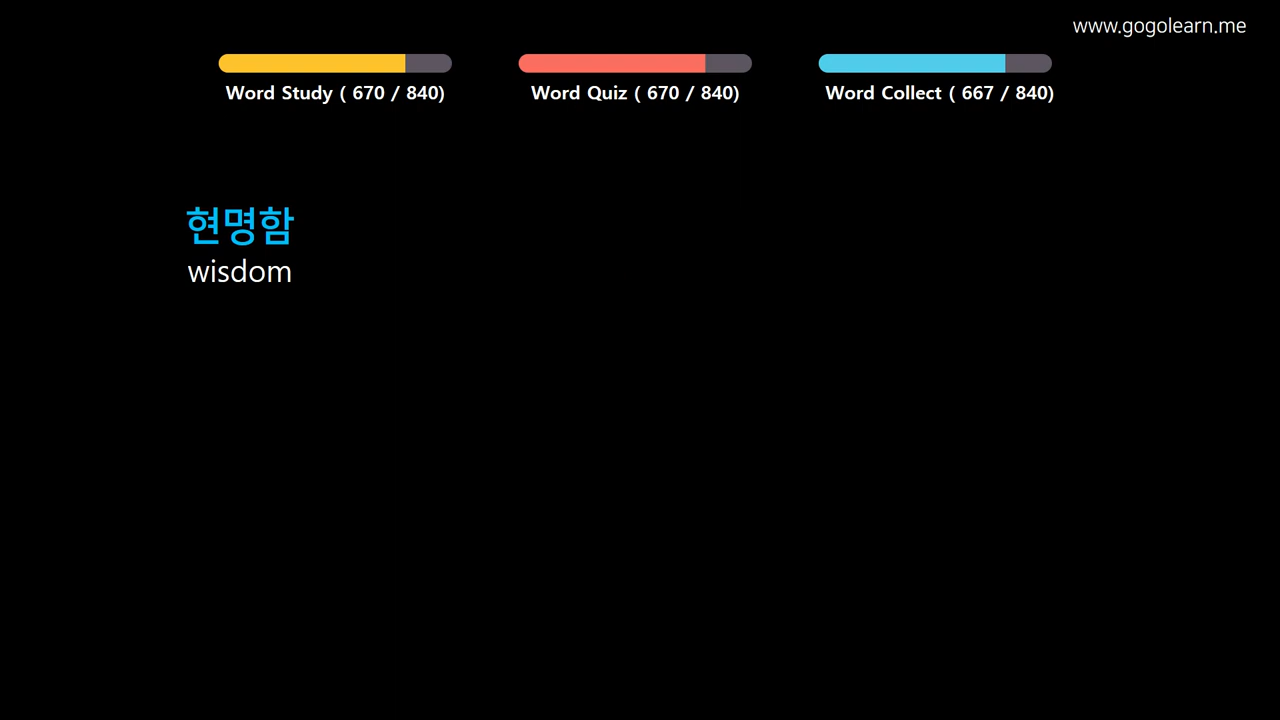 www.gogolearn.me
Word Study ( 670 / 840)
Word Quiz ( 670 / 840)
Word Collect ( 667 / 840)
현명함
wisdom